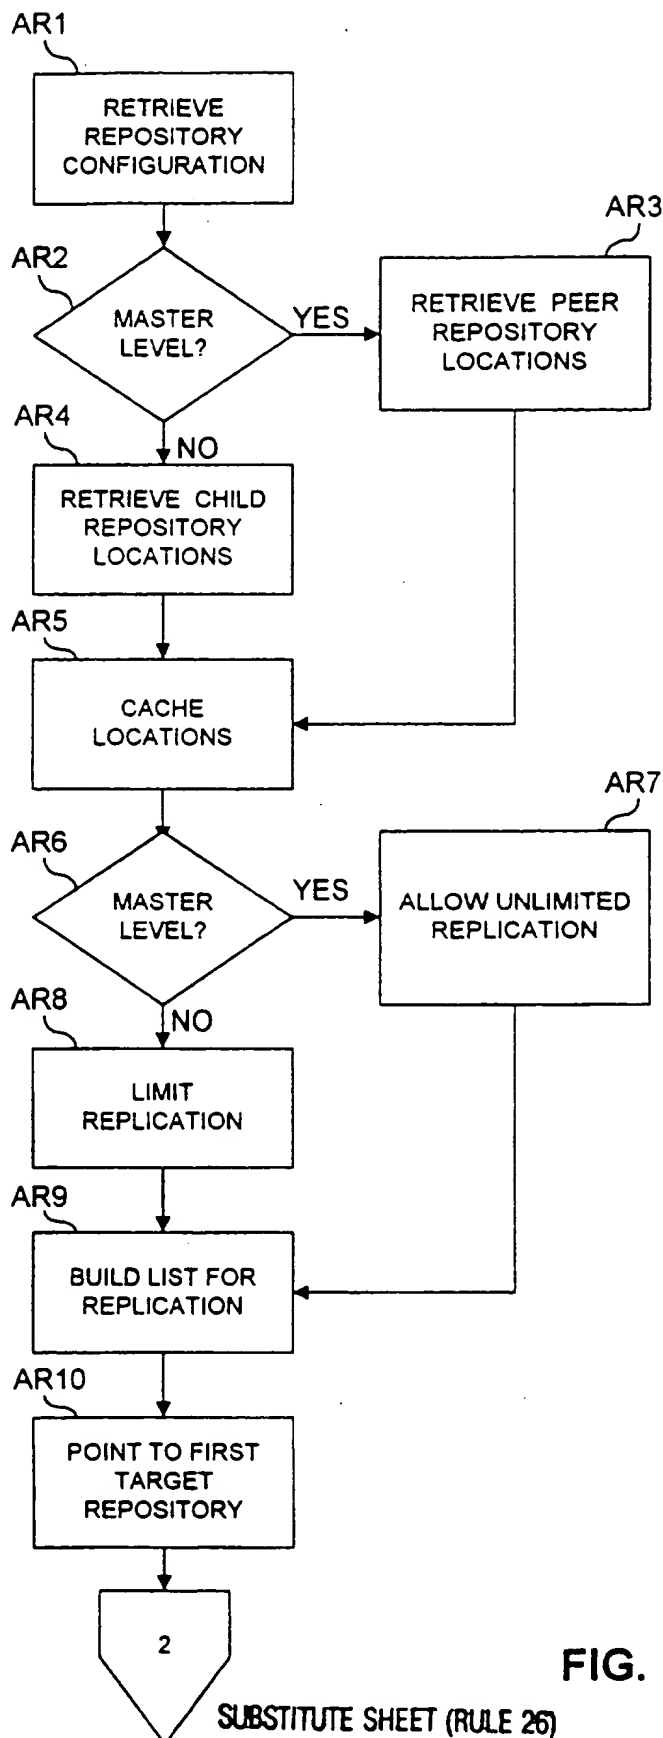 AR1
RETRIEVE
REPOSITORY
CONFIGURATION
AR2
MASTER
LEVEL?
YES
AR3
RETRIEVE PEER
REPOSITORY
LOCATIONS
NO
AR4
RETRIEVE CHILD
REPOSITORY
LOCATIONS
AR5
CACHE
LOCATIONS
AR6
MASTER
LEVEL?
YES
AR7
ALLOW UNLIMITED
REPLICATION
NO
AR8
LIMIT
REPLICATION
AR9
BUILD LIST FOR
REPLICATION
AR10
POINT TO FIRST
TARGET
REPOSITORY
2
FIG.
SUBSTITUTE SHEET (RULE 26)